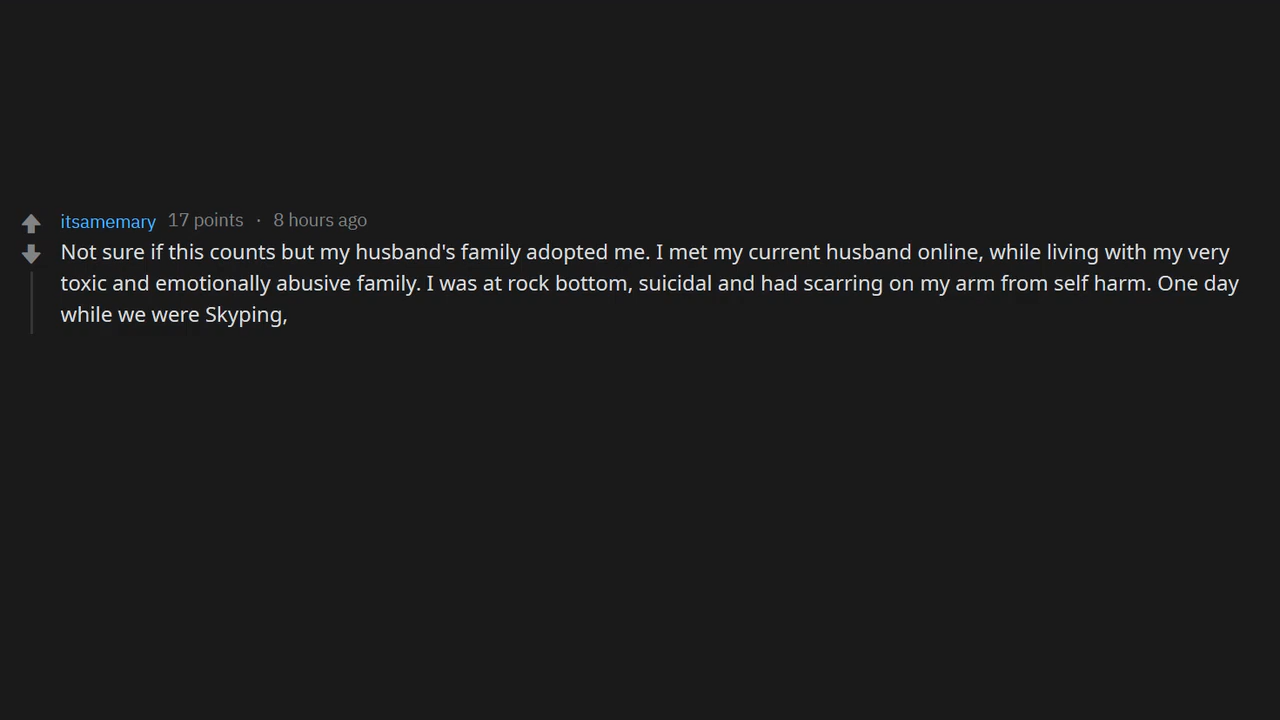 itsamemary 17 points · 8 hours ago
Not sure if this counts but my husband's family adopted me. I met my current husband online, while living with my very
toxic and emotionally abusive family. I was at rock bottom, suicidal and had scarring on my arm from self harm. One day
while we were Skyping,